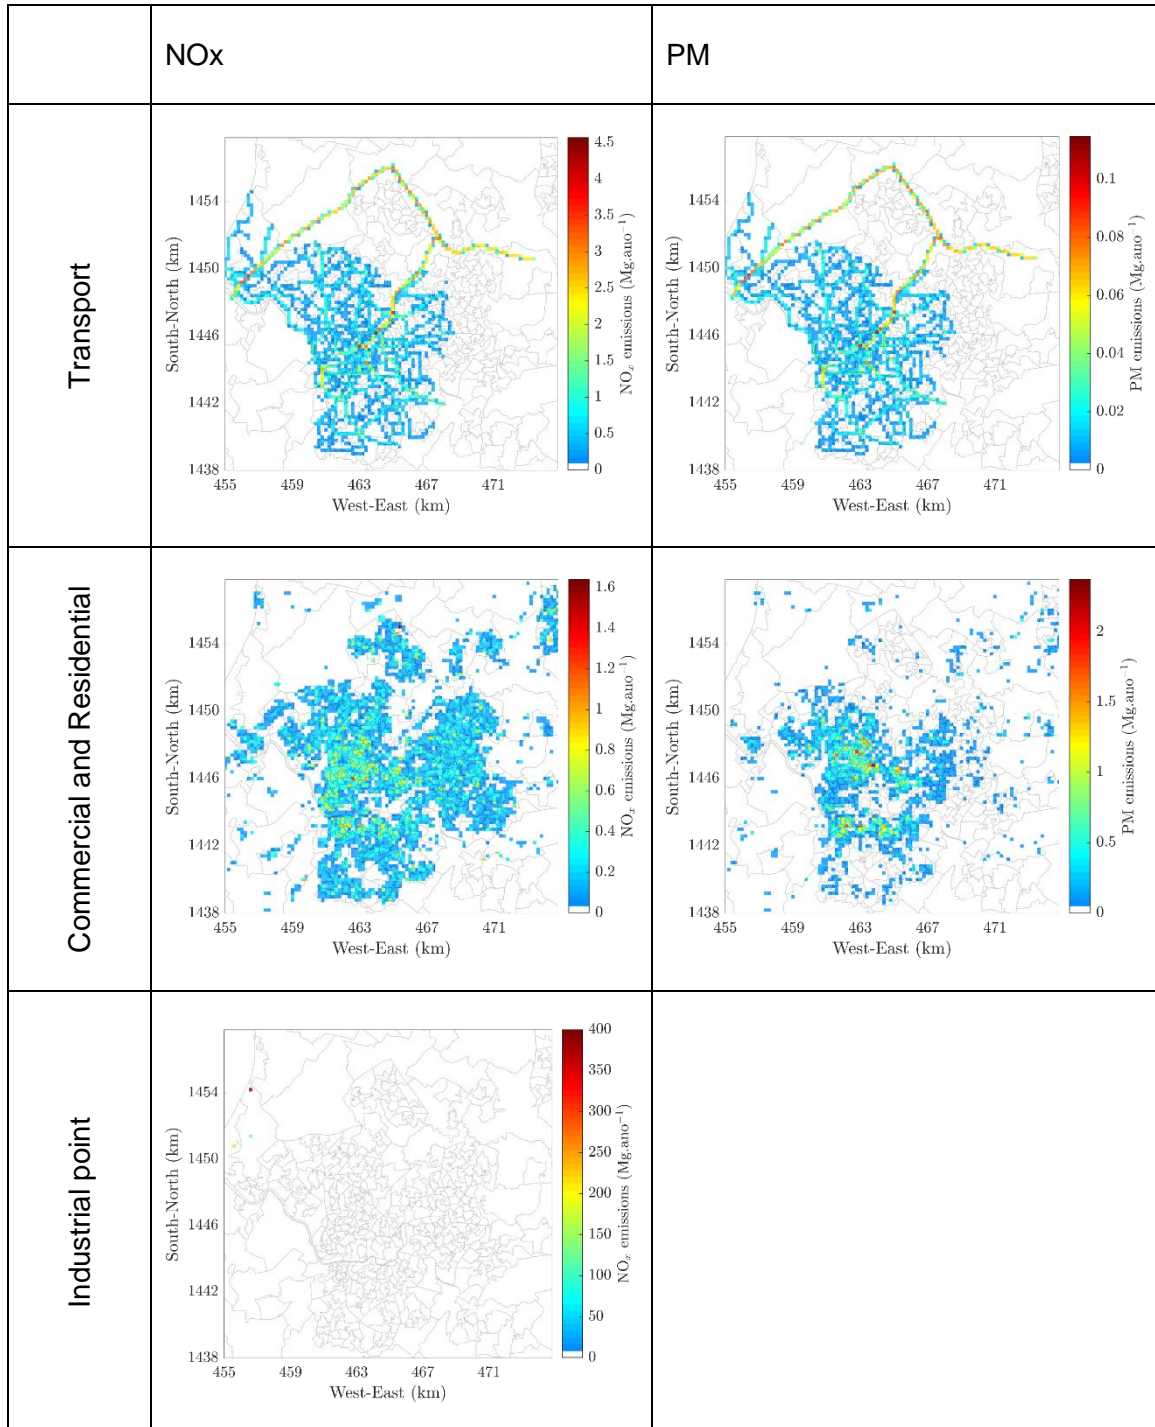 NOx
PM
Transport
1454
1450
1446
1442
1438
455 459 463 467 471
South-North (km)
West-East (km)
4.5
4
3.5
3
2.5
2
1.5
1
0.5
0
NOx emissions (Mg.ano−1)
1454
1450
1446
1442
1438
455 459 463 467 471
South-North (km)
West-East (km)
0.1
0.08
0.06
0.04
0.02
0
PM emissions (Mg.ano−1)
Commercial and Residential
1454
1450
1446
1442
1438
455 459 463 467 471
South-North (km)
West-East (km)
1.6
1.4
1.2
1
0.8
0.6
0.4
0.2
0
NOx emissions (Mg.ano−1)
1454
1450
1446
1442
1438
455 459 463 467 471
South-North (km)
West-East (km)
2
1.5
1
0.5
0
PM emissions (Mg.ano−1)
Industrial point
1454
1450
1446
1442
1438
455 459 463 467 471
South-North (km)
West-East (km)
400
350
300
250
200
150
100
50
0
NOx emissions (Mg.ano−1)